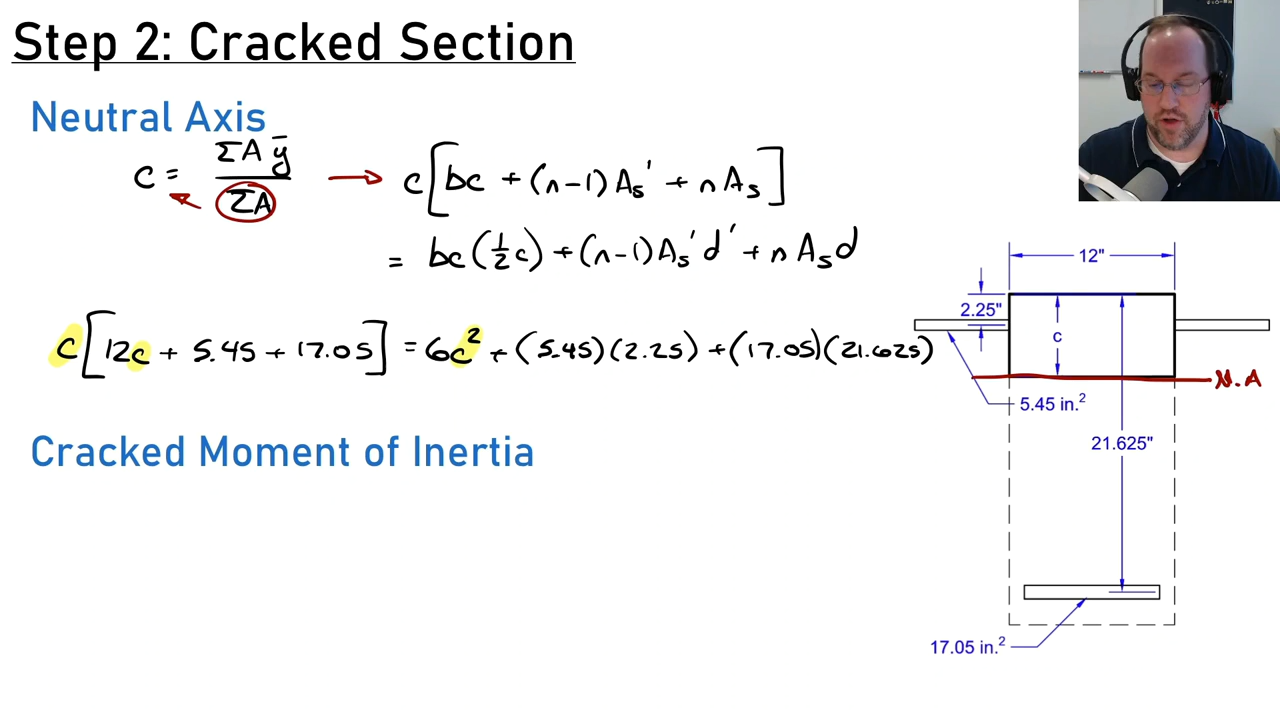 Step 2: Cracked Section
Neutral Axis
c = ΣA ȳ / ΣA → c[bc + (n-1)As' + nAs]
= bc(½c) + (n-1)As'd' + nAsd
c[12c + 5.45 + 17.05] = 6c² + (5.45)(2.25) + (17.05)(21.625)
Cracked Moment of Inertia
12"
2.25"
c
N.A
5.45 in.²
21.625"
17.05 in.²